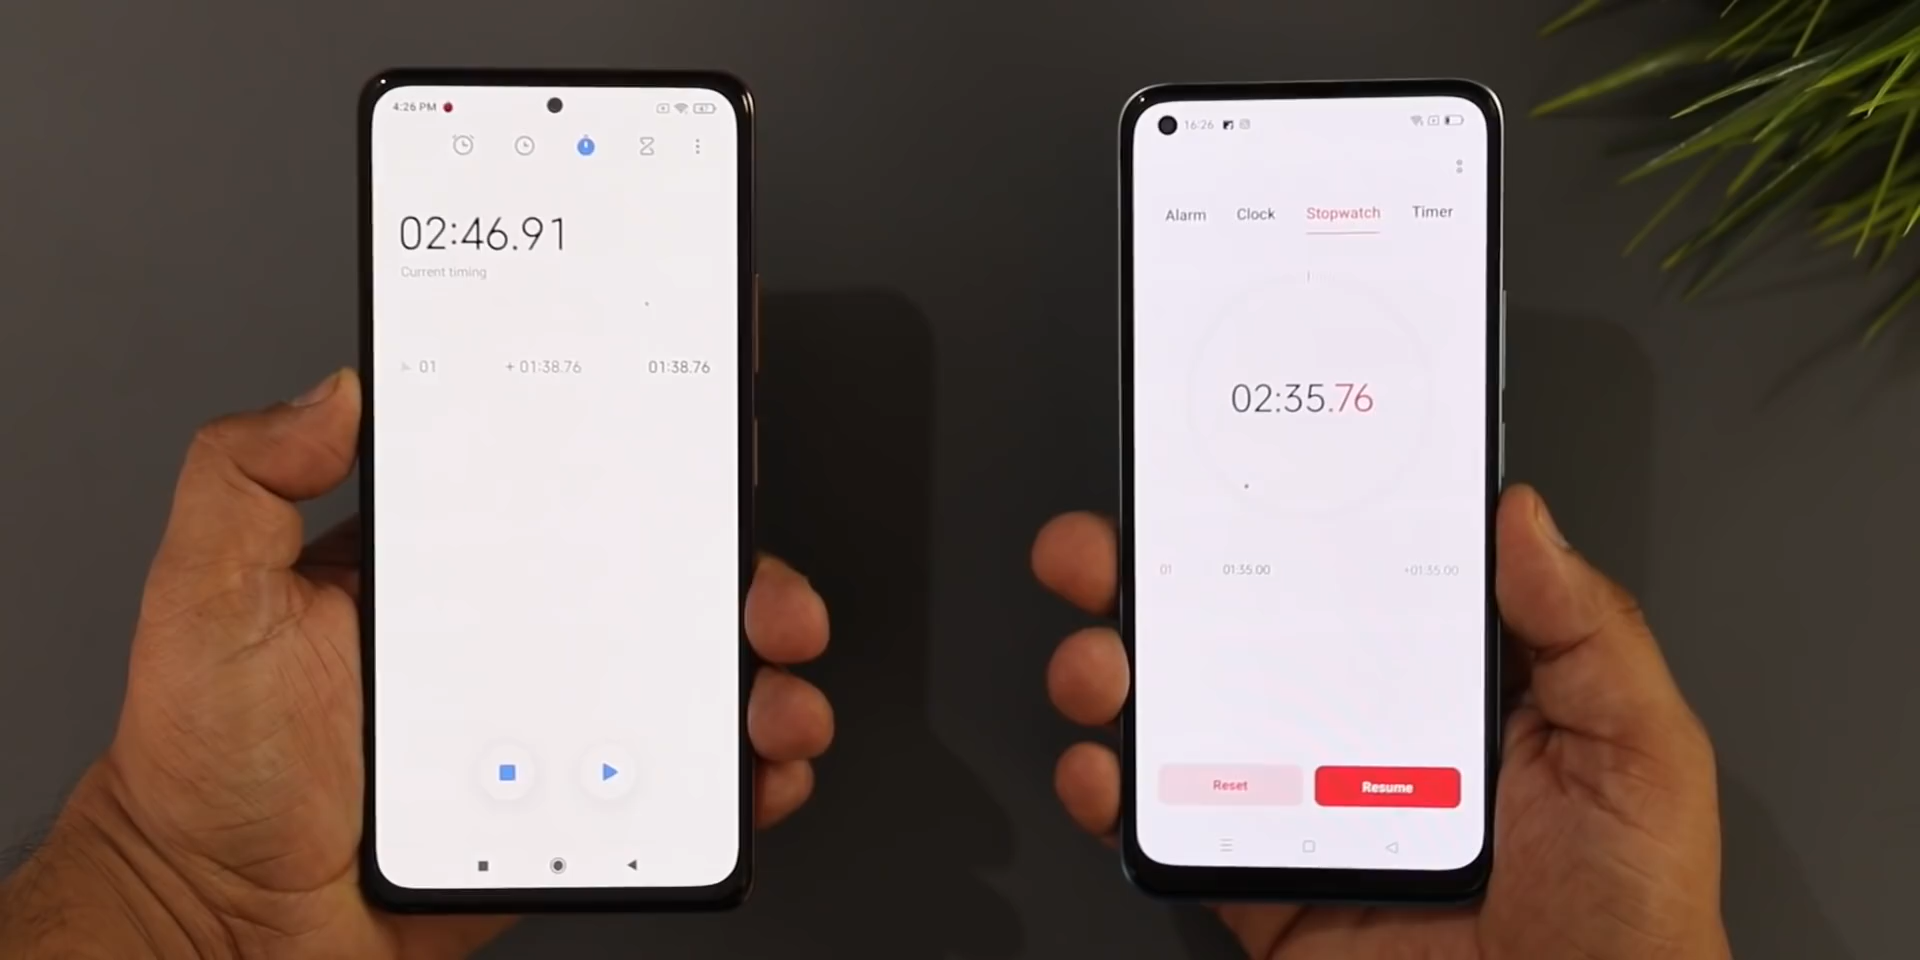 4:26 PM
02:46.91
Current timing
01 + 01:38.76 01:38.76
16:26
Alarm Clock Stopwatch Timer
02:35.76
01 01:35.00 +01:35.00
Reset Resume